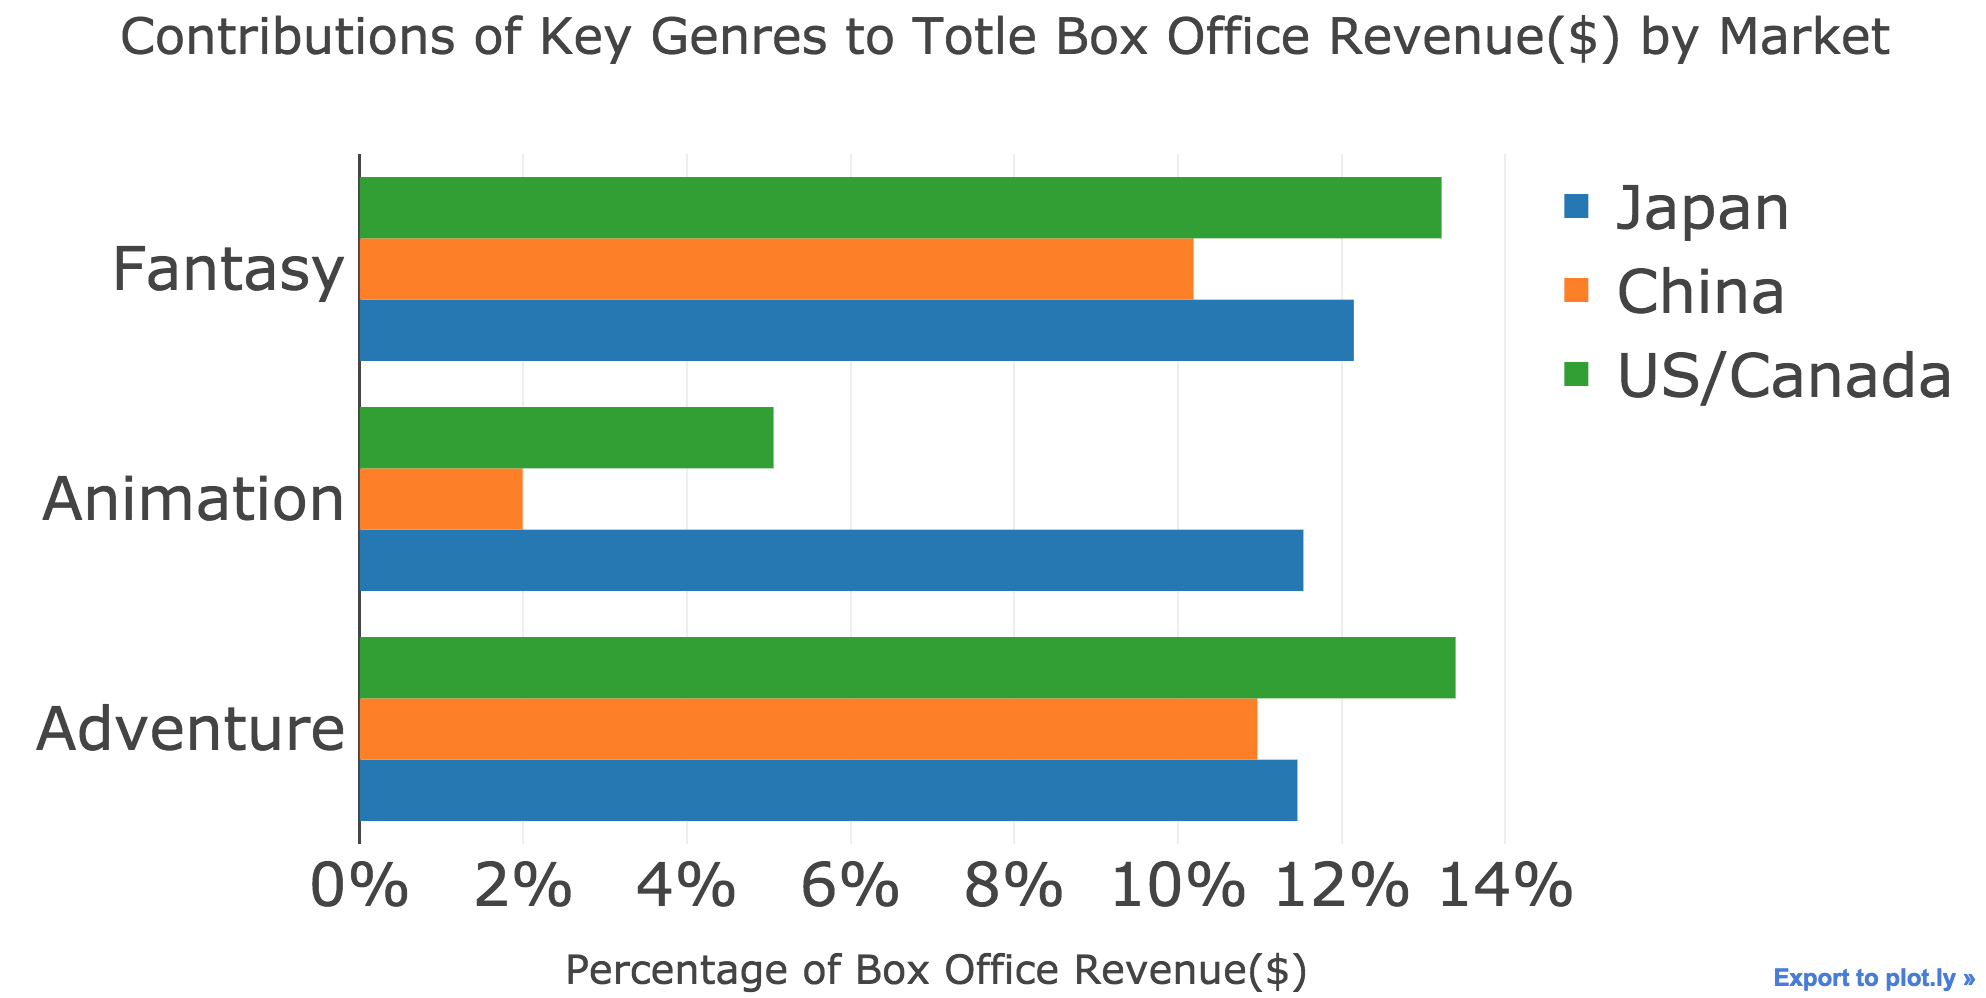 Contributions of Key Genres to Totle Box Office Revenue($) by Market
Japan
China
US/Canada
Fantasy
Animation
Adventure
0% 2% 4% 6% 8% 10% 12% 14%
Percentage of Box Office Revenue($)
Export to plot.ly »